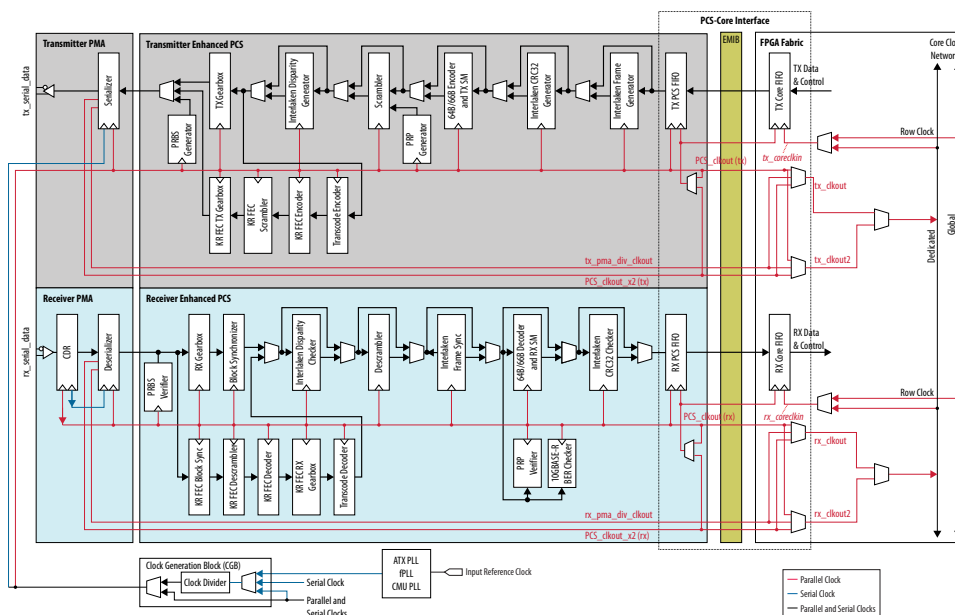 PCS-Core Interface
Transmitter PMA
Transmitter Enhanced PCS
EMIB
FPGA Fabric
Core Clo
Network
tx_serial_data
Serializer
PRBS
Generator
TX Gearbox
Interlaken Disparity
Generator
Scrambler
PRP
Generator
64B/66B Encoder
and TX SM
Interlaken CRC32 Generator
Interlaken Frame Generator
TX PCS FIFO
TX Core FIFO
TX Data
& Control
Row Clock
PCS_clkout (tx)
tx_coreclkin
tx_clkout
KR FEC TX Gearbox
KR FEC
Scrambler
KR FEC Encoder
Transcode Encoder
tx_pma_div_clkout
tx_clkout2
PCS_clkout_x2 (tx)
Dedicated
Global
Receiver PMA
Receiver Enhanced PCS
rx_serial_data
CDR
Deserializer
PRBS
Verifier
RX Gearbox
Block Synchronizer
Interlaken Disparity
Checker
Descrambler
Interlaken
Frame Sync
64B/66B Decoder
and RX SM
Interlaken
CRC32 Checker
RX PCS FIFO
RX Core FIFO
RX Data
& Control
Row Clock
PCS_clkout (rx)
rx_coreclkin
rx_clkout
KR FEC Block Sync
KR FEC Descrambler
KR FEC Decoder
KR FEC RX
Gearbox
Transcode Decoder
PRP
Verifier
10GBASE-R
BER Checker
rx_pma_div_clkout
rx_clkout2
PCS_clkout_x2 (rx)
Clock Generation Block (CGB)
Clock Divider
Serial Clock
Parallel and
Serial Clocks
ATX PLL
fPLL
CMU PLL
Input Reference Clock
Parallel Clock
Serial Clock
Parallel and Serial Clocks